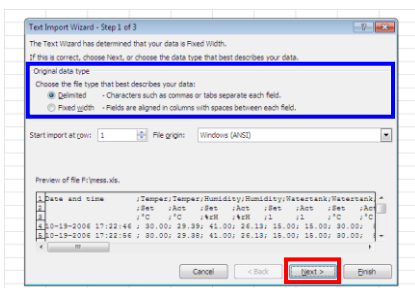 Text Import Wizard - Step 1 of 3
The Text Wizard has determined that your data is Fixed Width.
If this is correct, choose Next, or choose the data type that best describes your data.
Original data type
Choose the file type that best describes your data:
Delimited - Characters such as commas or tabs separate each field.
Fixed width - Fields are aligned in columns with spaces between each field.
Start import at row: 1 File origin: Windows (ANSI)
Preview of file F:\ness.xls.
1 Date and time ;Temper;Temper;Humidity;Humidity;Watertank;Watertank
2 ;Set ;Act ;Set ;Act ;Set ;Act
3 ;°C ;°C ;%rH ;%rH ;l ;l ;°C ;°C
4 10-19-2006 17:22:46 ; 30.00; 29.39; 41.00; 26.13; 15.00; 15.00; 30.00;
5 10-19-2006 17:22:56 ; 30.00; 29.38; 41.00; 26.13; 15.00; 15.00; 30.00;
Cancel < Back Next > Finish